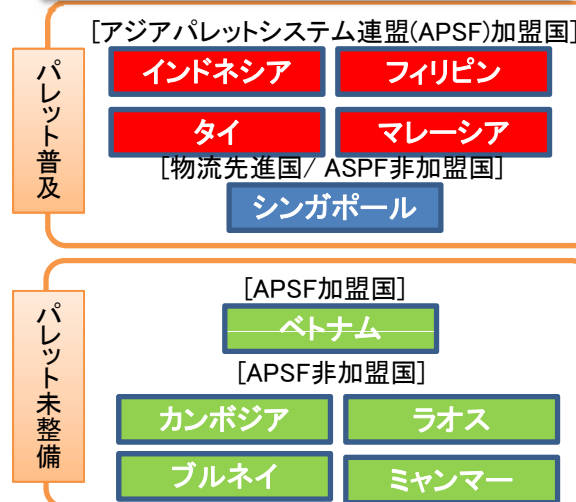 [アジアパレットシステム連盟(APSF)加盟国]
パレット普及
インドネシア
フィリピン
タイ
マレーシア
[物流先進国/ ASPF非加盟国]
シンガポール
パレット未整備
[APSF加盟国]
ベトナム
[APSF非加盟国]
カンボジア
ラオス
ブルネイ
ミャンマー